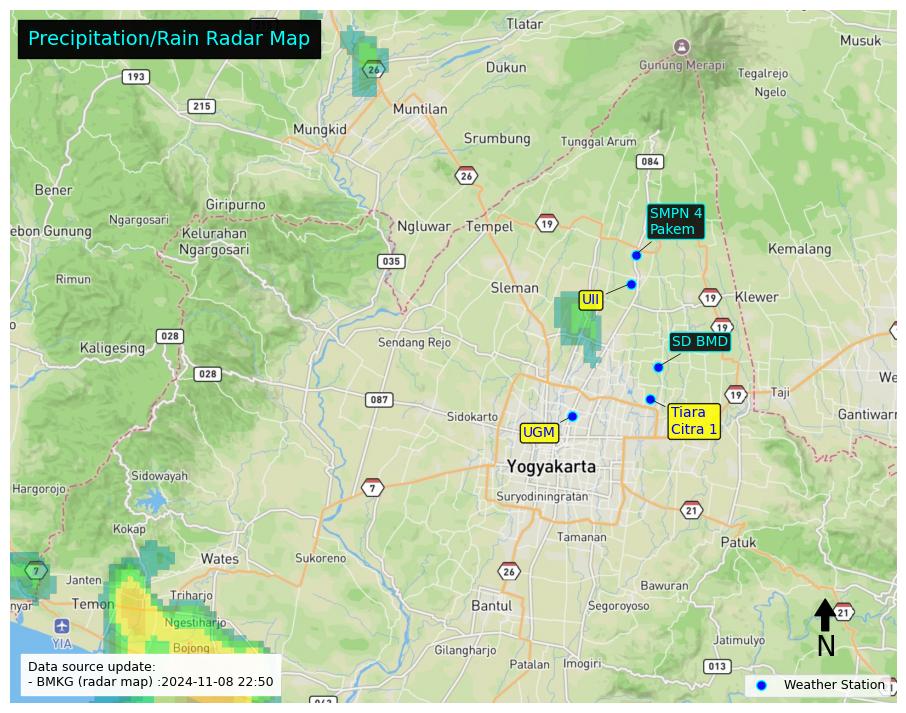 Precipitation/Rain Radar Map
Tlatar
Musuk
26
Dukun
Gunung Merapi
193
Tegalrejo
Ngelo
215
Muntilan
Mungkid
Srumbung
Tunggal Arum
084
26
Bener
Giripurno
SMPN 4
Pakem
Ngargosari
ebon Gunung
Kelurahan
Ngargosari
Ngluwar
Tempel
19
Kemalang
035
Rimun
Sleman
UII
19
Klewer
19
028
Kaligesing
Sendang Rejo
SD BMD
028
We
087
19
Taji
Sidokarto
Tiara
Citra 1
Gantiwarn
UGM
Yogyakarta
Sidowayah
Hargorojo
7
Suryodiningratan
21
Kokap
Tamanan
Patuk
Wates
Sukoreno
7
26
Janten
Bawuran
Triharjo
nyar
Temon
Bantul
Segoroyoso
21
Ngestiharjo
YIA
N
Bojong
Gilangharjo
Jatimulyo
Patalan
Imogiri
013
Data source update:
- BMKG (radar map) :2024-11-08 22:50
Weather Station